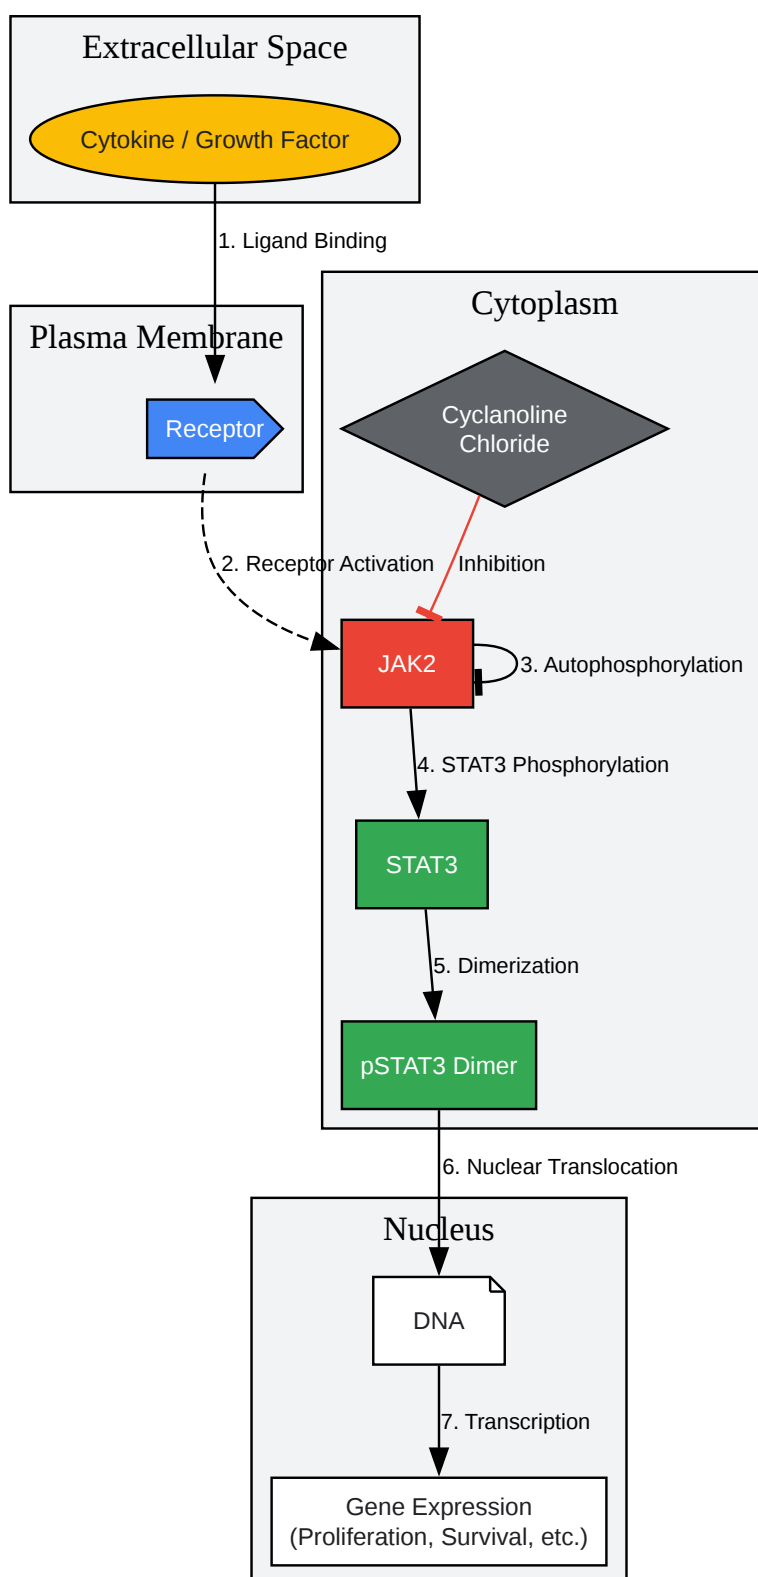 Extracellular Space
Cytokine / Growth Factor
1. Ligand Binding
Plasma Membrane
Receptor
Cytoplasm
Cyclanoline
Chloride
2. Receptor Activation
Inhibition
JAK2
3. Autophosphorylation
4. STAT3 Phosphorylation
STAT3
5. Dimerization
pSTAT3 Dimer
6. Nuclear Translocation
Nucleus
DNA
7. Transcription
Gene Expression
(Proliferation, Survival, etc.)